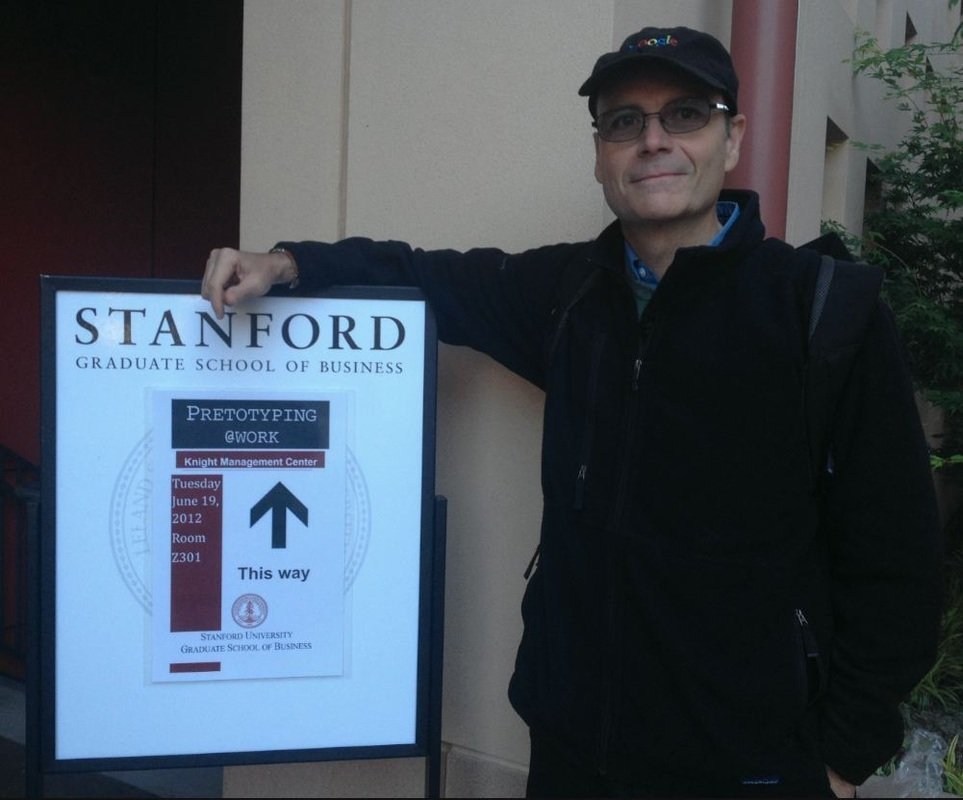 Google
STANFORD
GRADUATE SCHOOL OF BUSINESS
PRETOTYPING
@WORK
Knight Management Center
Tuesday
June 19,
2012
Room
Z301
This way
STANFORD UNIVERSITY
GRADUATE SCHOOL OF BUSINESS